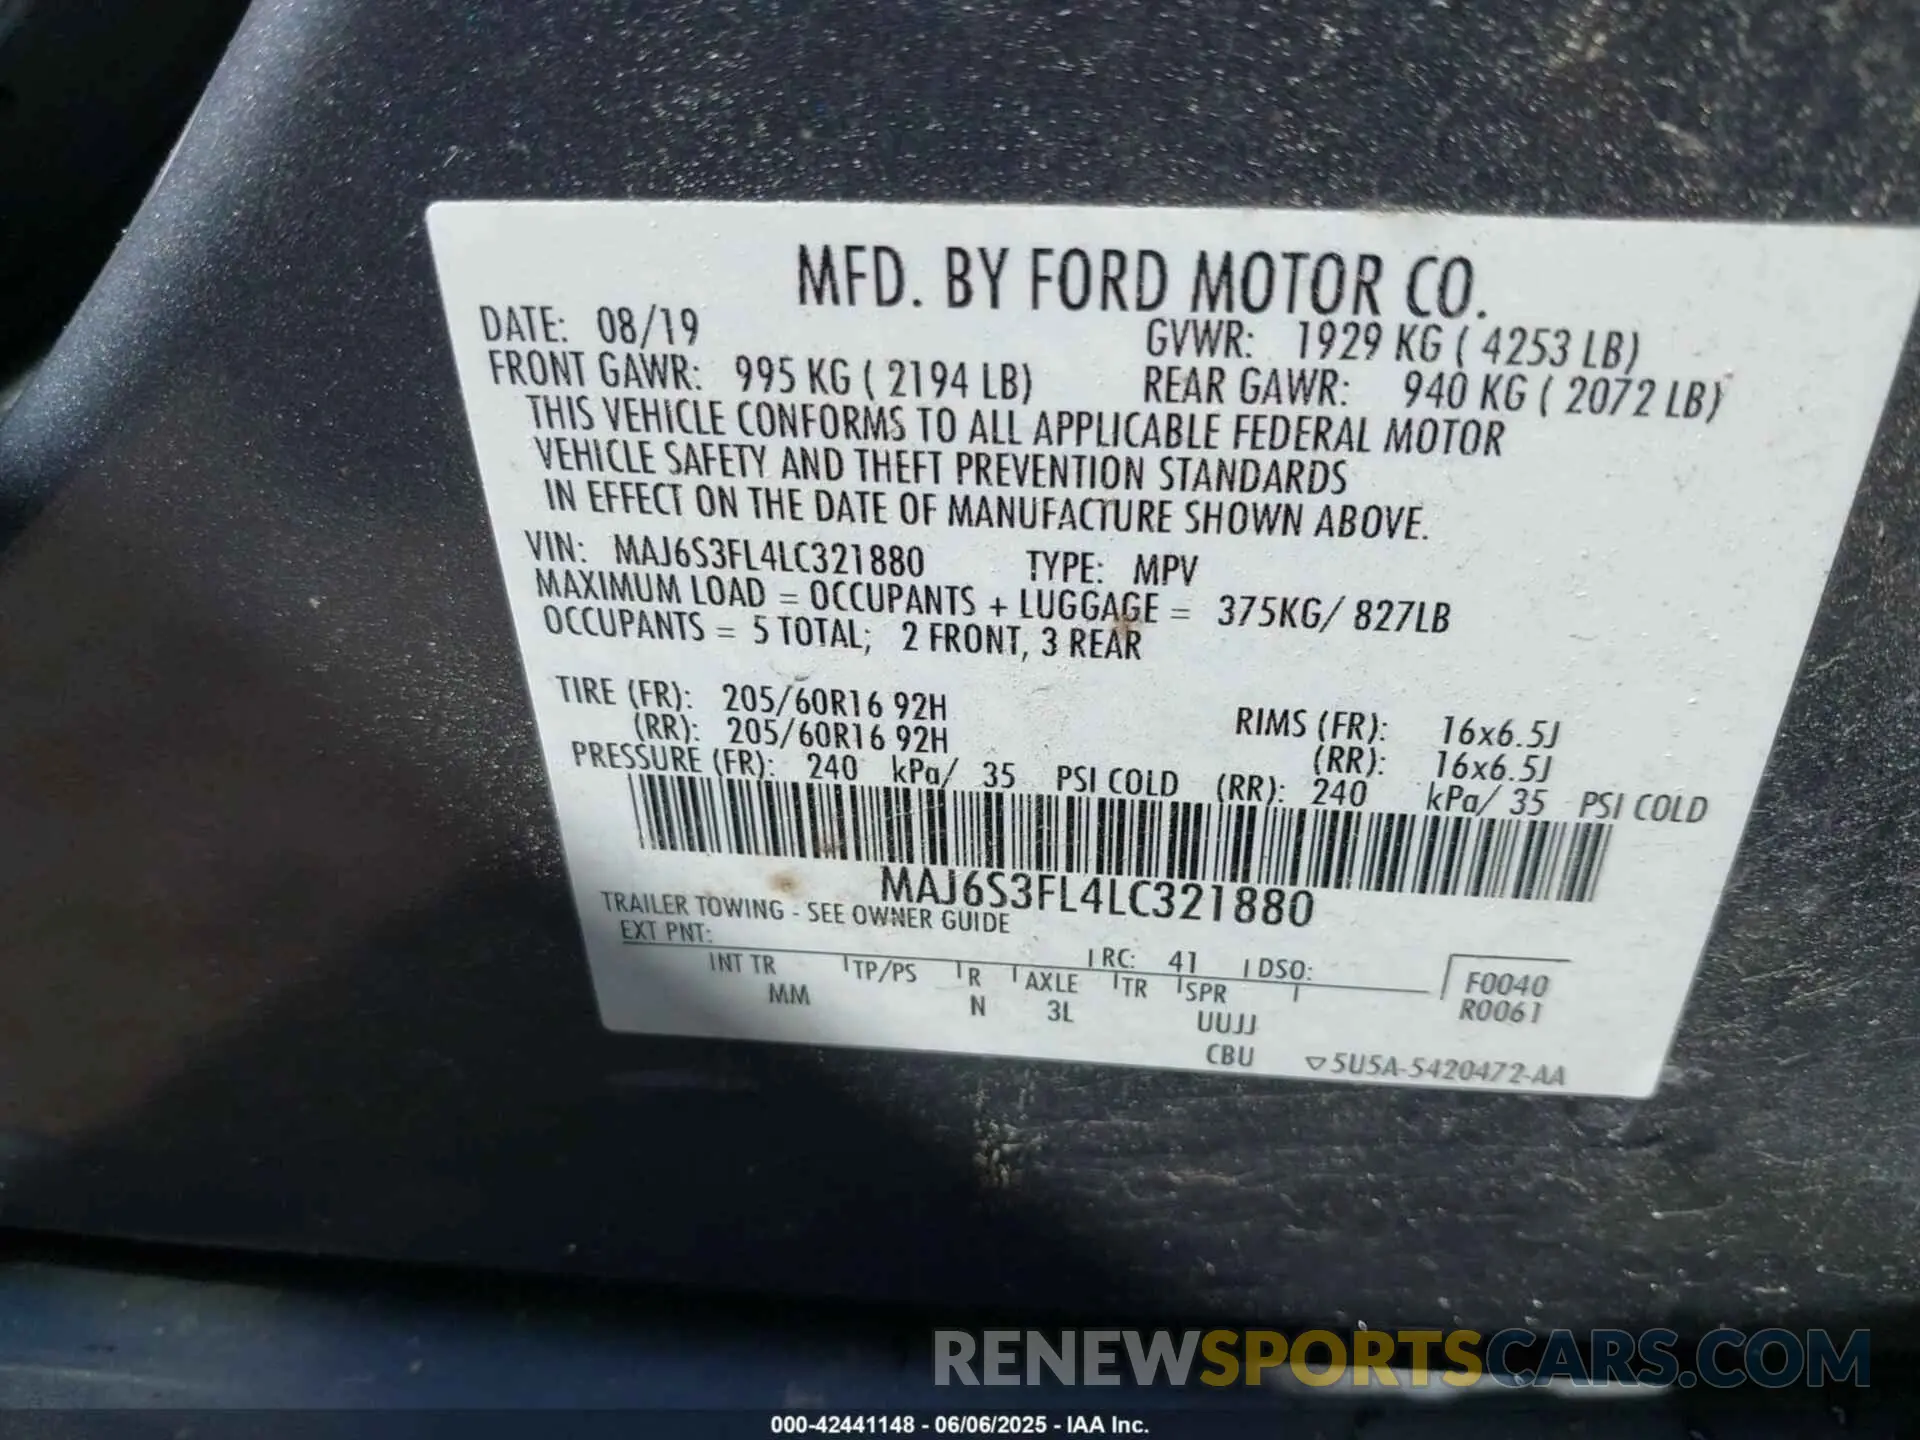 MFD. BY FORD MOTOR CO.
DATE: 08/19 GVWR: 1929 KG ( 4253 LB)
FRONT GAWR: 995 KG ( 2194 LB) REAR GAWR: 940 KG ( 2072 LB)
THIS VEHICLE CONFORMS TO ALL APPLICABLE FEDERAL MOTOR
VEHICLE SAFETY AND THEFT PREVENTION STANDARDS
IN EFFECT ON THE DATE OF MANUFACTURE SHOWN ABOVE.
VIN: MAJ6S3FL4LC321880 TYPE: MPV
MAXIMUM LOAD = OCCUPANTS + LUGGAGE = 375KG/ 827LB
OCCUPANTS = 5 TOTAL; 2 FRONT, 3 REAR
TIRE (FR): 205/60R16 92H RIMS (FR): 16x6.5J
(RR): 205/60R16 92H (RR): 16x6.5J
PRESSURE (FR): 240 kPa/ 35 PSI COLD (RR): 240 kPa/ 35 PSI COLD
MAJ6S3FL4LC321880
TRAILER TOWING - SEE OWNER GUIDE
EXT PNT: RC: 41 DSO:
INT TR TP/PS R AXLE TR SPR F0040
MM N 3L UUJJ R0061
CBU ▽5U5A-5420472-AA
RENEWSPORTSCARS.COM
000-42441148 - 06/06/2025 - IAA Inc.